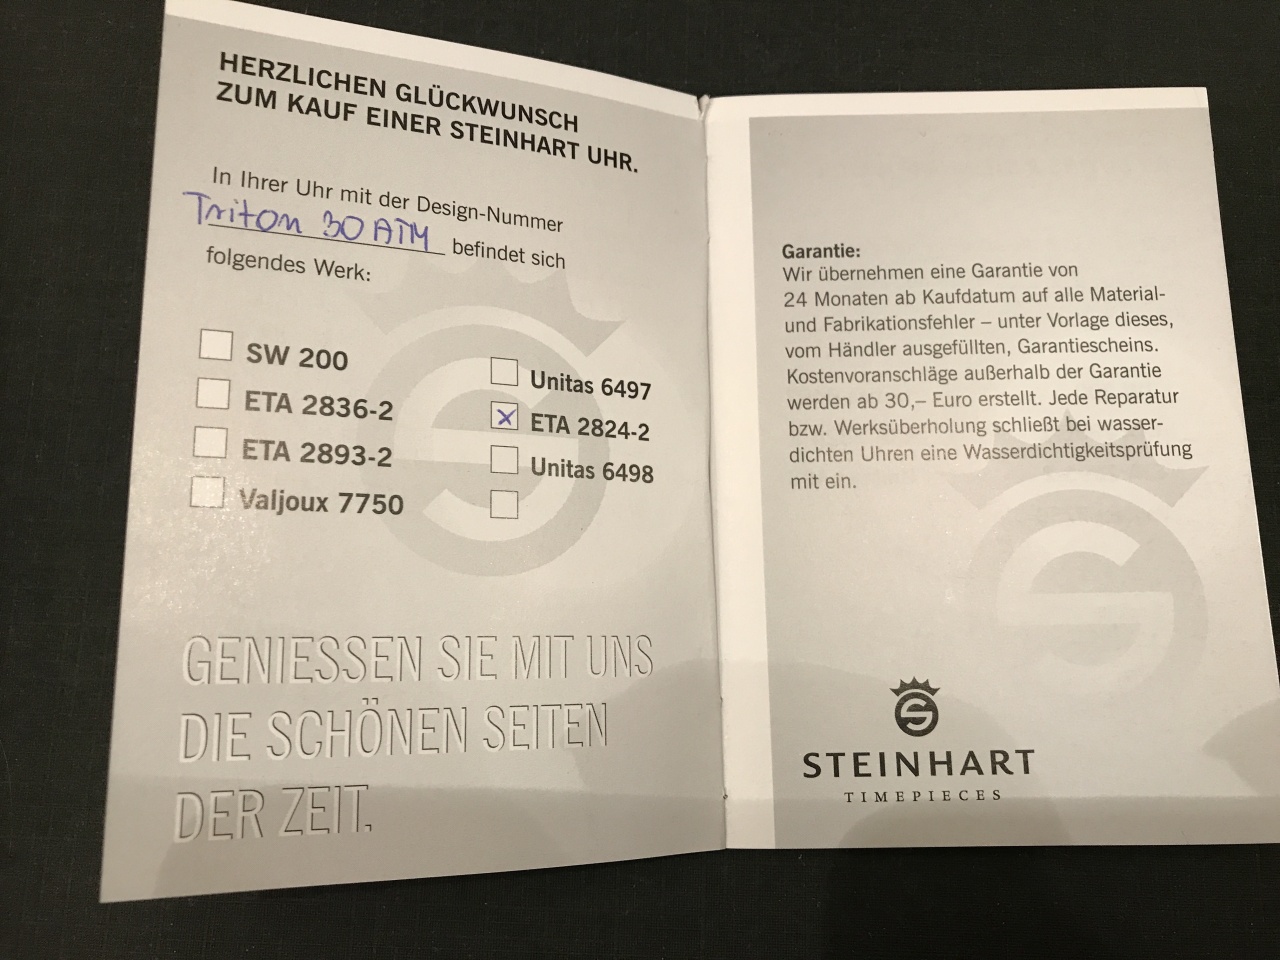 HERZLICHEN GLÜCKWUNSCH
ZUM KAUF EINER STEINHART UHR.
In Ihrer Uhr mit der Design-Nummer
Triton 30 ATM befindet sich
folgendes Werk:
SW 200
ETA 2836-2
ETA 2893-2
Valjoux 7750
Unitas 6497
X ETA 2824-2
Unitas 6498
GENIESSEN SIE MIT UNS
DIE SCHÖNEN SEITEN
DER ZEIT.
Garantie:
Wir übernehmen eine Garantie von
24 Monaten ab Kaufdatum auf alle Material-
und Fabrikationsfehler – unter Vorlage dieses,
vom Händler ausgefüllten, Garantiescheins.
Kostenvoranschläge außerhalb der Garantie
werden ab 30,– Euro erstellt. Jede Reparatur
bzw. Werksüberholung schließt bei wasser-
dichten Uhren eine Wasserdichtigkeitsprüfung
mit ein.
STEINHART
TIMEPIECES